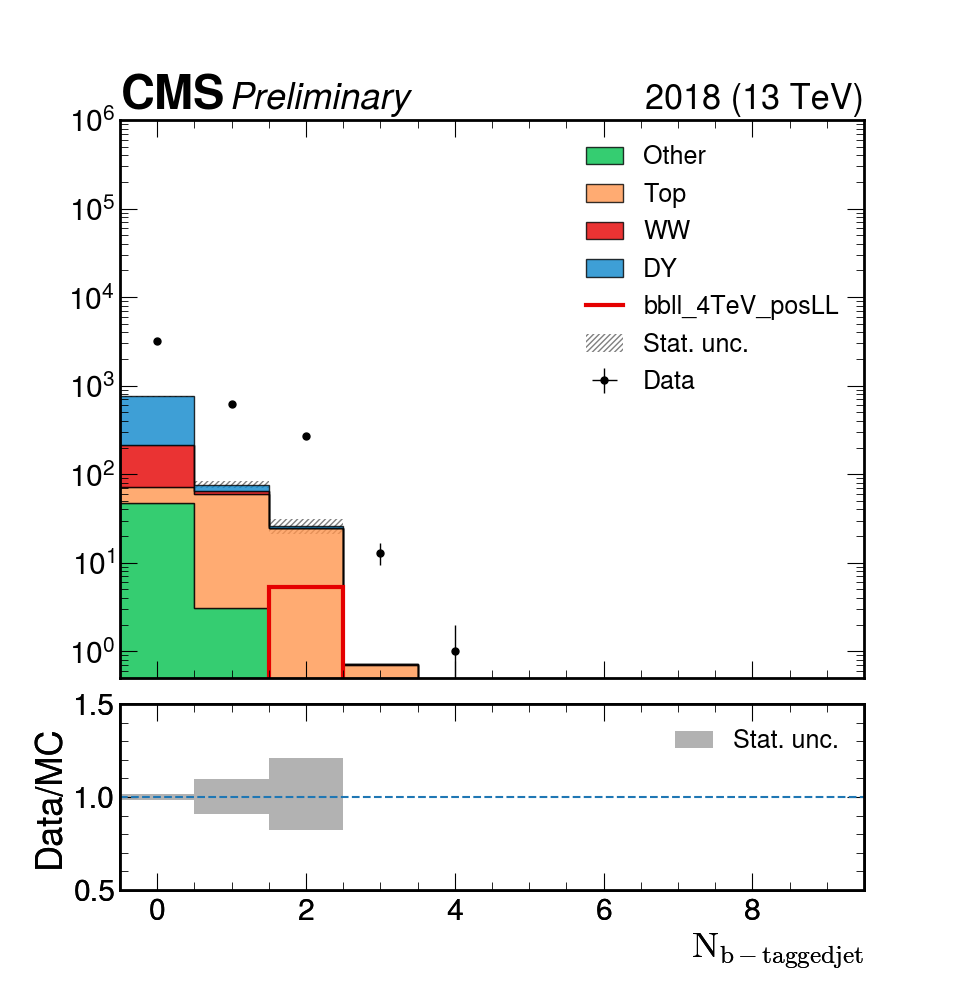 CMS Preliminary 2018 (13 TeV)
10^6
10^5
10^4
10^3
10^2
10^1
10^0
Other
Top
WW
DY
bbll_4TeV_posLL
Stat. unc.
Data
1.5
1.0
0.5
Data/MC
Stat. unc.
0 2 4 6 8
N_{b-taggedjet}